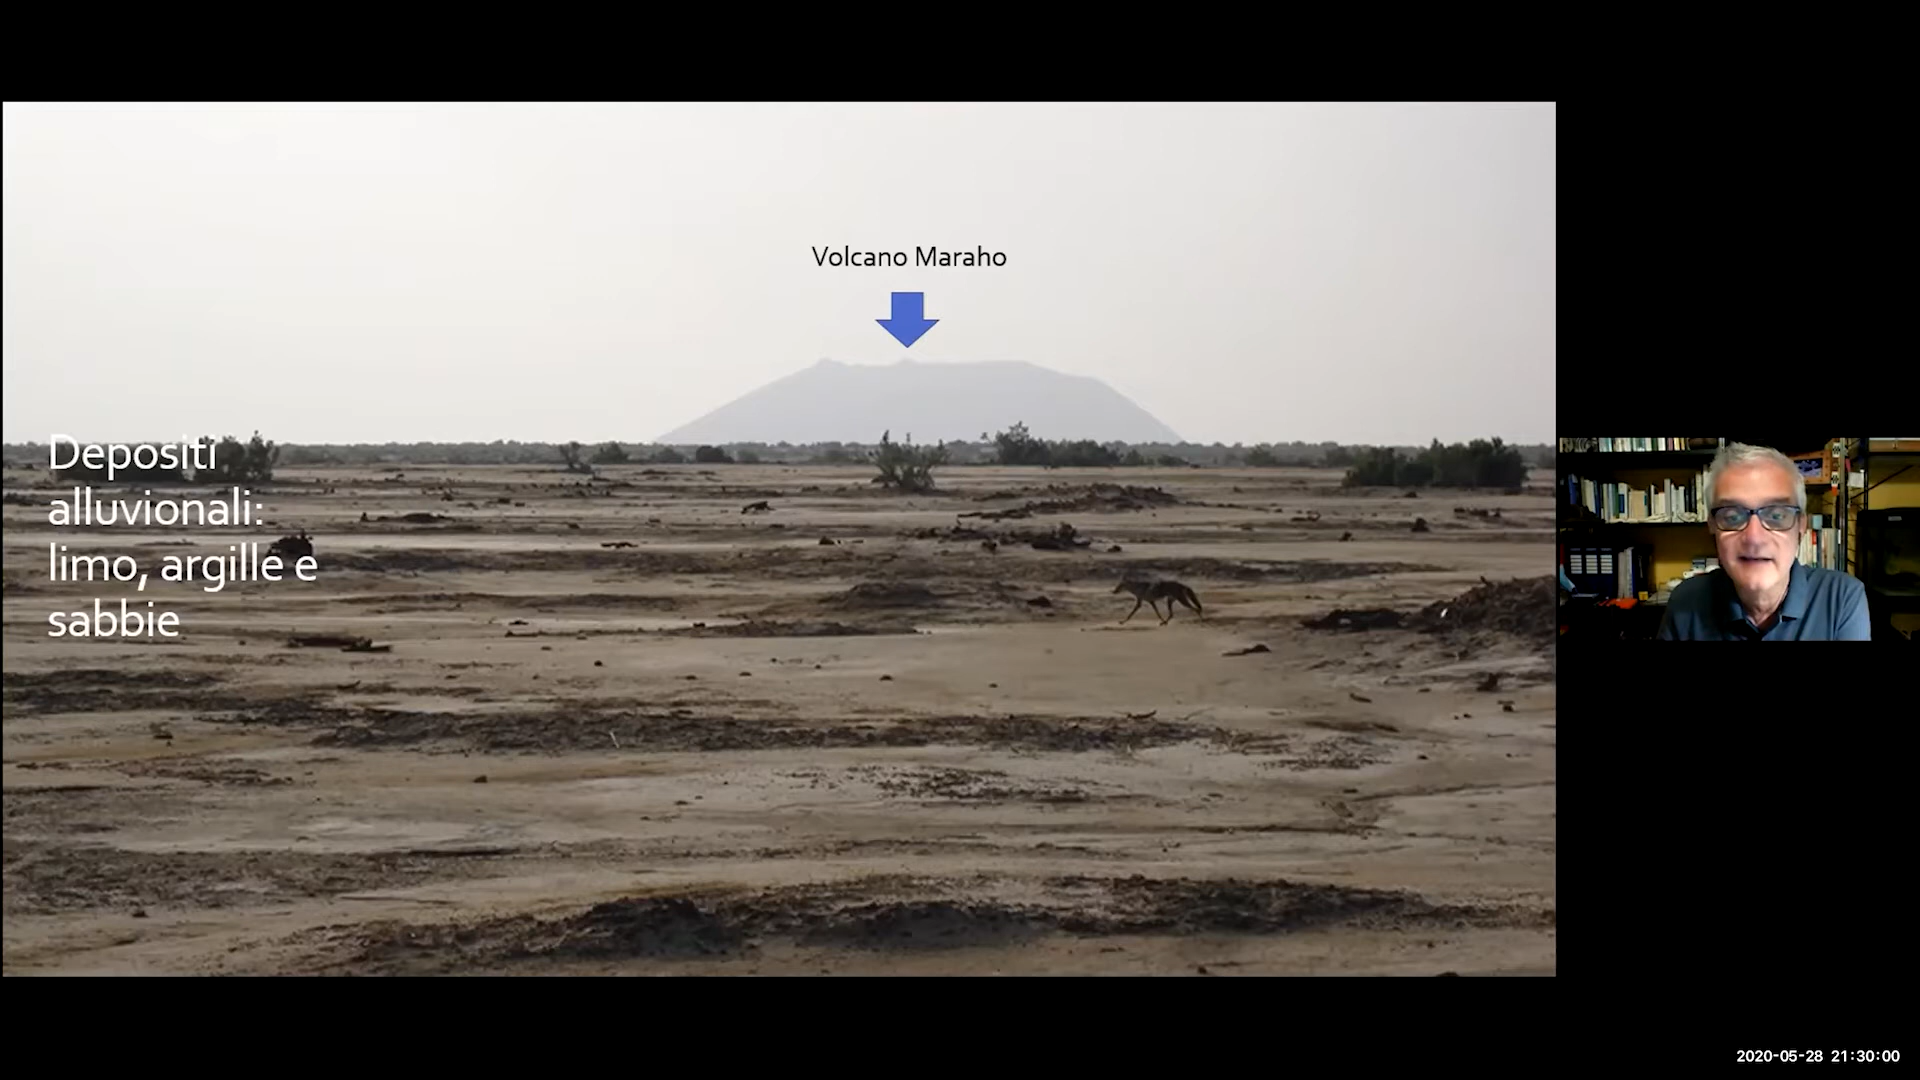 Volcano Maraho
Depositi
alluvionali:
limo, argille e
sabbie
2020-05-28 21:30:00